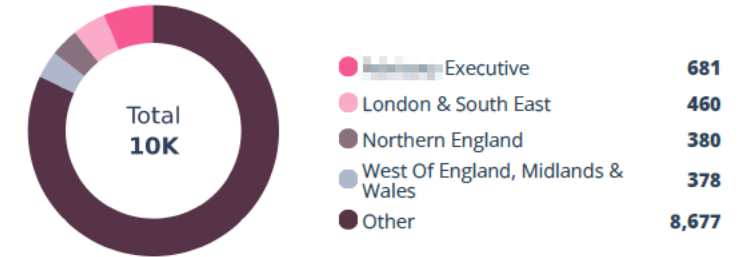 Total
10K
Executive 681
London & South East 460
Northern England 380
West Of England, Midlands &
Wales 378
Other 8,677